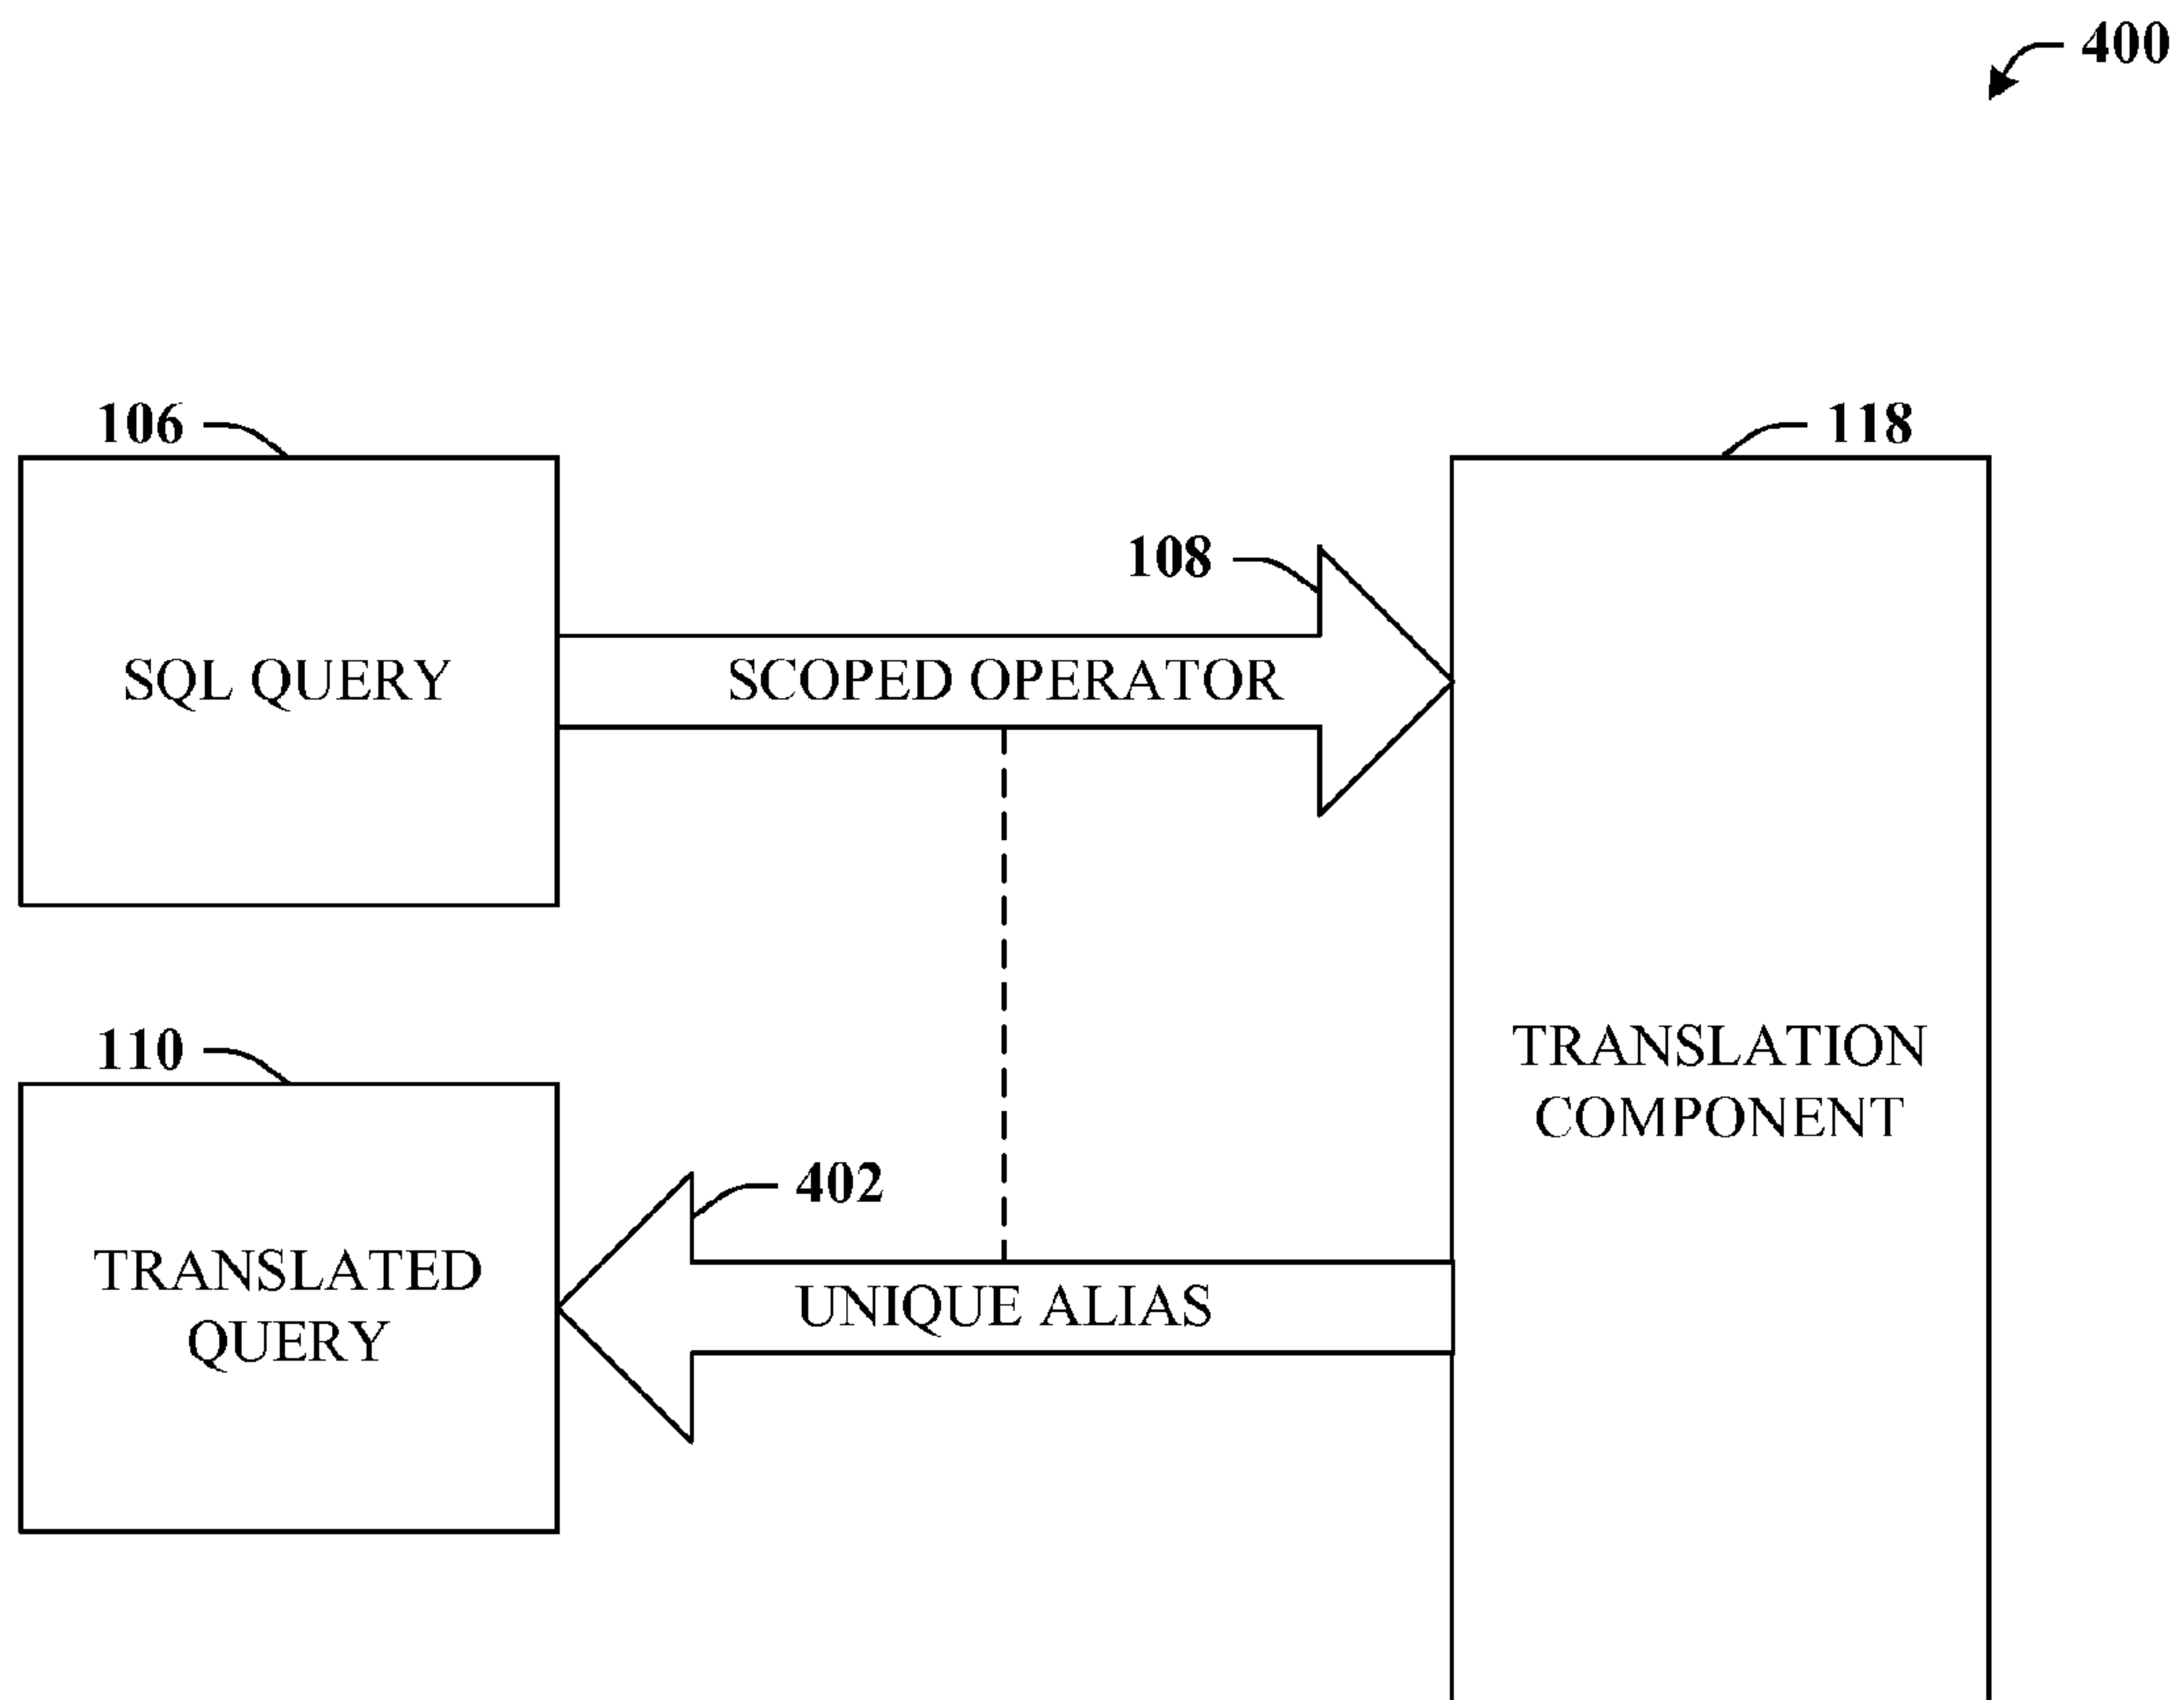 400
106
118
108
SQL QUERY
SCOPED OPERATOR
110
TRANSLATION
COMPONENT
402
TRANSLATED
QUERY
UNIQUE ALIAS